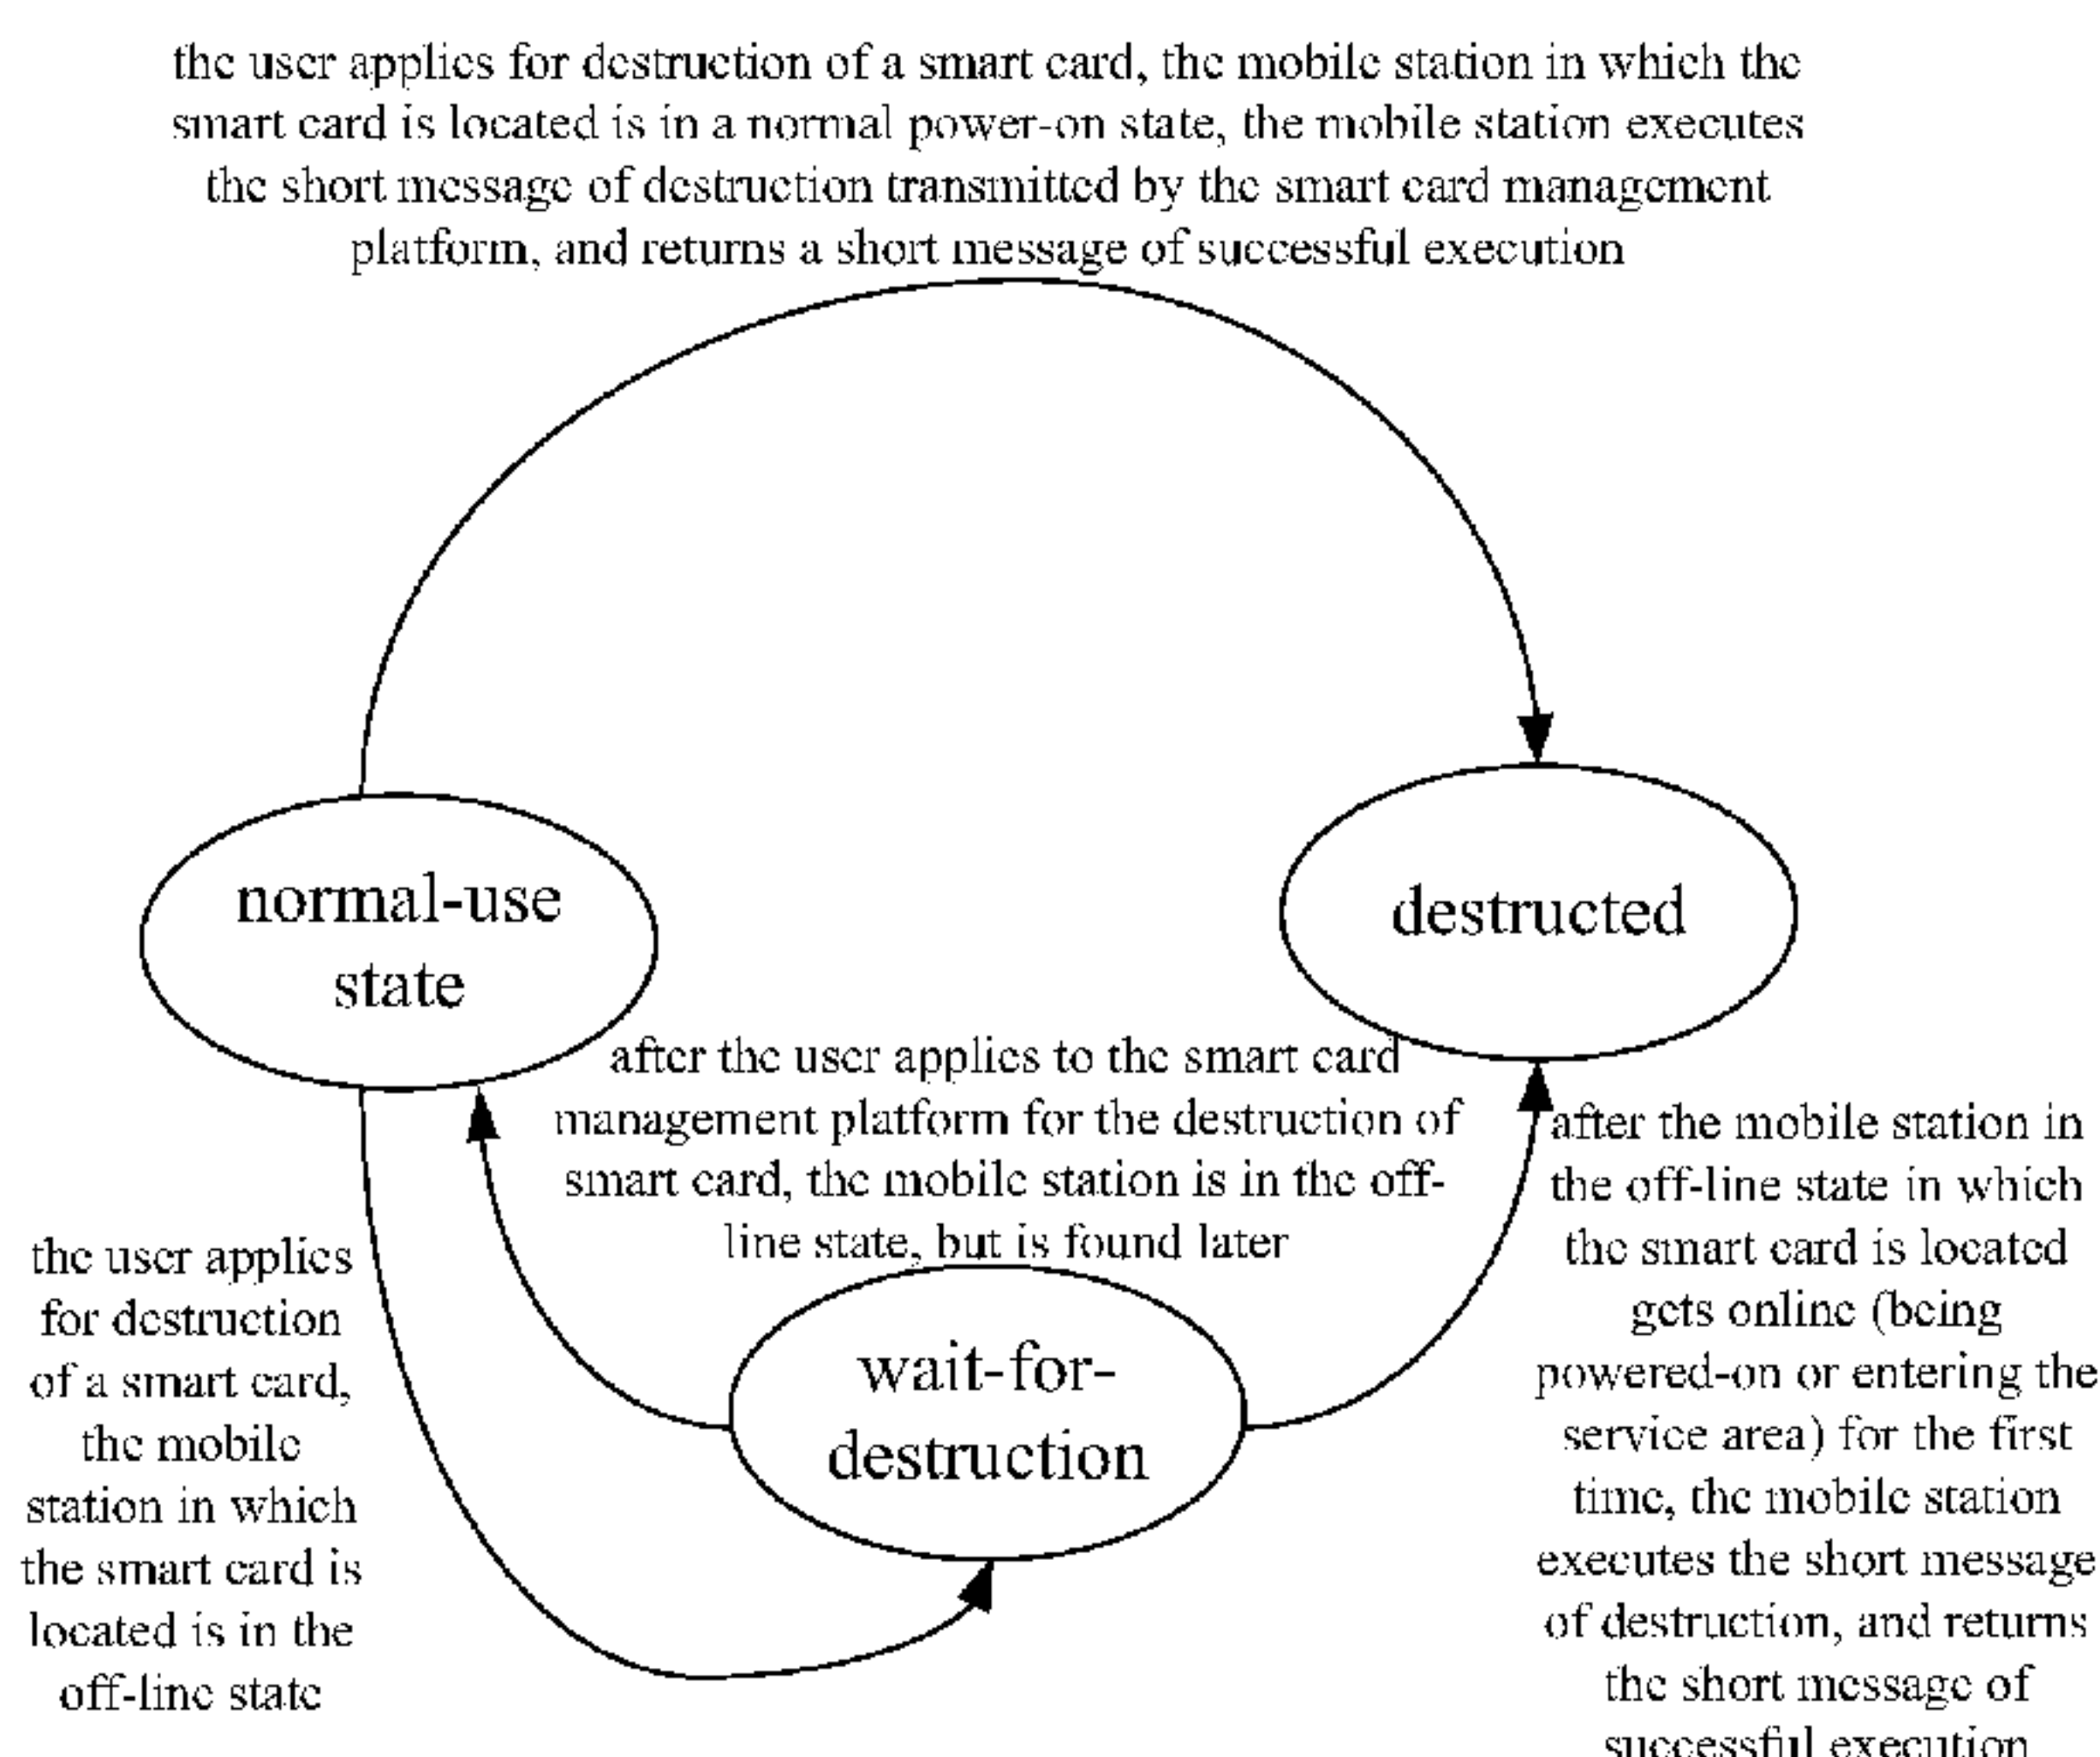 the user applies for destruction of a smart card, the mobile station in which the
smart card is located is in a normal power-on state, the mobile station executes
the short message of destruction transmitted by the smart card management
platform, and returns a short message of successful execution
normal-use
state
destructed
after the user applies to the smart card
management platform for the destruction of
smart card, the mobile station is in the off-
line state, but is found later
the user applies
for destruction
of a smart card,
the mobile
station in which
the smart card is
located is in the
off-line state
wait-for-
destruction
after the mobile station in
the off-line state in which
the smart card is located
gets online (being
powered-on or entering the
service area) for the first
time, the mobile station
executes the short message
of destruction, and returns
the short message of
successful execution